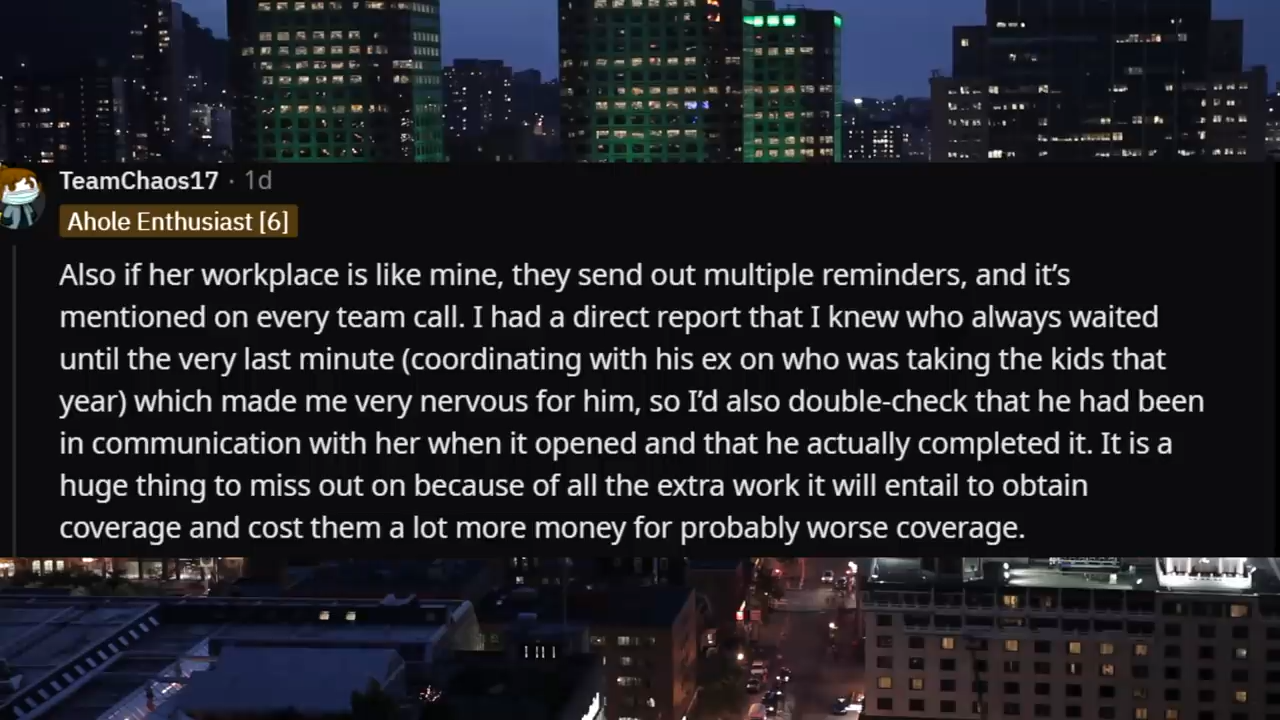 TeamChaos17 · 1d
Ahole Enthusiast [6]
Also if her workplace is like mine, they send out multiple reminders, and it’s
mentioned on every team call. I had a direct report that I knew who always waited
until the very last minute (coordinating with his ex on who was taking the kids that
year) which made me very nervous for him, so I’d also double-check that he had been
in communication with her when it opened and that he actually completed it. It is a
huge thing to miss out on because of all the extra work it will entail to obtain
coverage and cost them a lot more money for probably worse coverage.